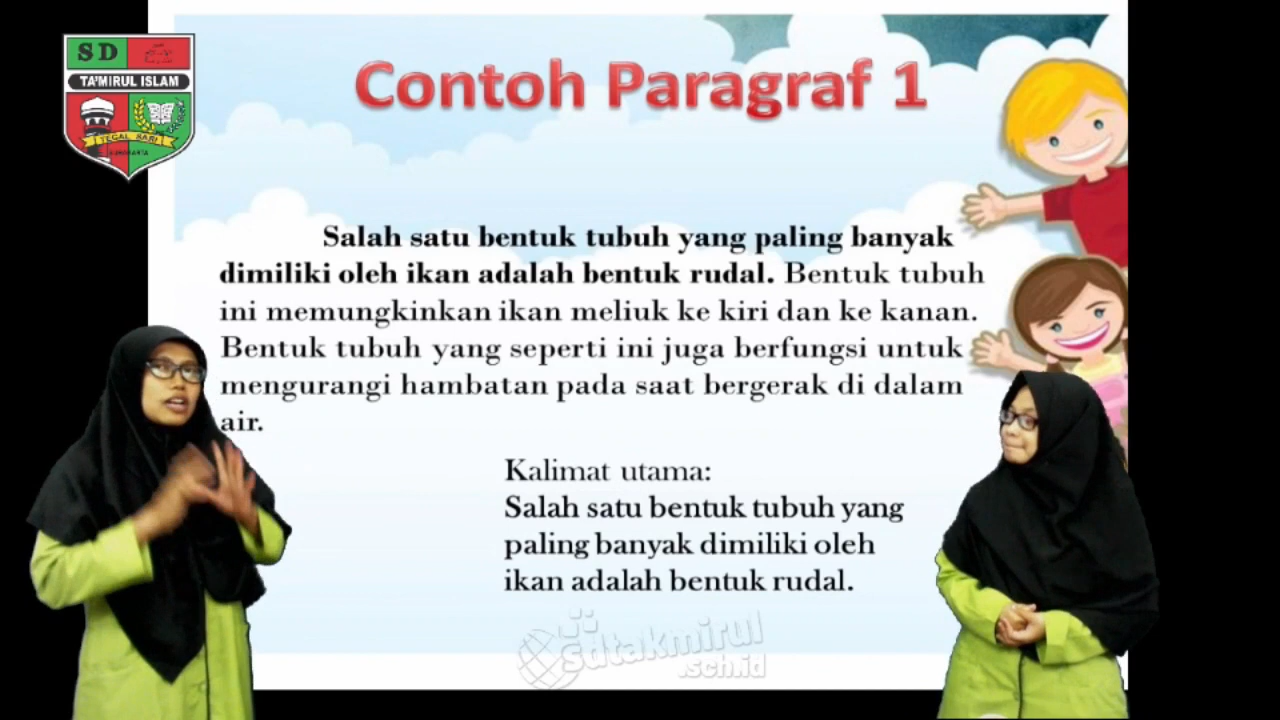 SD
TA'MIRUL ISLAM
TEGAL SARI
SURAKARTA
Contoh Paragraf 1
Salah satu bentuk tubuh yang paling banyak
dimiliki oleh ikan adalah bentuk rudal. Bentuk tubuh
ini memungkinkan ikan meliuk ke kiri dan ke kanan.
Bentuk tubuh yang seperti ini juga berfungsi untuk
mengurangi hambatan pada saat bergerak di dalam
air.
Kalimat utama:
Salah satu bentuk tubuh yang
paling banyak dimiliki oleh
ikan adalah bentuk rudal.
sdtakmirul
.sch.id